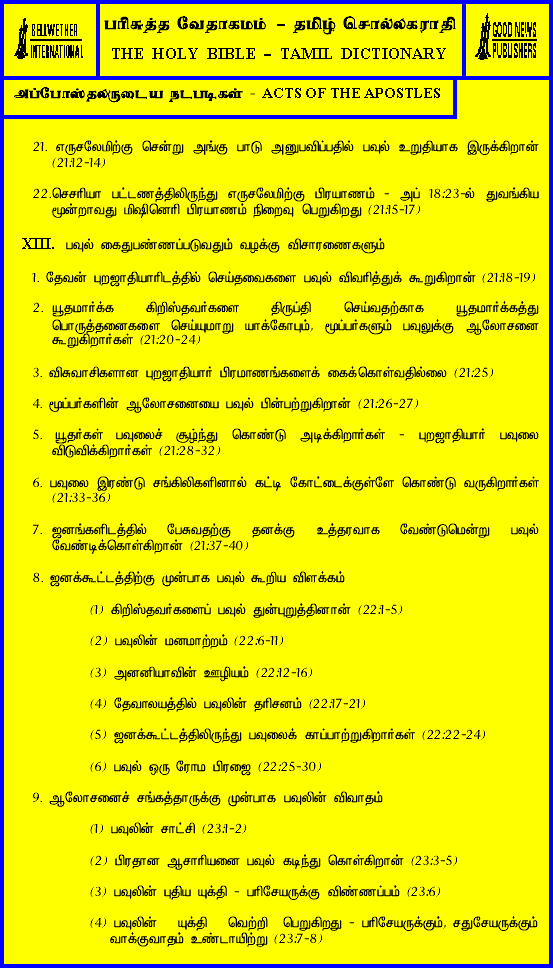 BELLWETHER
INTERNATIONAL
பரிசுத்த வேதாகமம் – தமிழ் சொல்லகராதி
THE HOLY BIBLE – TAMIL DICTIONARY
GOOD NEWS
PUBLISHERS
அப்போஸ்தலருடைய நடபடிகள் - ACTS OF THE APOSTLES
21. எருசலேமிற்கு சென்று அங்கு பாடு அனுபவிப்பதில் பவுல் உறுதியாக இருக்கிறான்
(21:12-14)
22.செசரியா பட்டணத்திலிருந்து எருசலேமிற்கு பிரயாணம் - அப் 18:23-ல் துவங்கிய
மூன்றாவது மிஷினெரி பிரயாணம் நிறைவு பெறுகிறது (21:15-17)
XIII. பவுல் கைதுபண்ணப்படுவதும் வழக்கு விசாரணைகளும்
1. தேவன் புறஜாதியாரிடத்தில் செய்தவைகளை பவுல் விவரித்துக் கூறுகிறான் (21:18-19)
2. யூதமார்க்க கிறிஸ்தவர்களை திருப்தி செய்வதற்காக யூதமார்க்கத்து
பொருத்தனைகளை செய்யுமாறு யாக்கோபும், மூப்பர்களும் பவுலுக்கு ஆலோசனை
கூறுகிறார்கள் (21:20-24)
3. விசுவாசிகளான புறஜாதியார் பிரமாணங்களைக் கைக்கொள்வதில்லை (21:25)
4. மூப்பர்களின் ஆலோசனையை பவுல் பின்பற்றுகிறான் (21:26-27)
5. யூதர்கள் பவுலைச் சூழ்ந்து கொண்டு அடிக்கிறார்கள் - புறஜாதியார் பவுலை
விடுவிக்கிறார்கள் (21:28-32)
6. பவுலை இரண்டு சங்கிலிகளினால் கட்டி கோட்டைக்குள்ளே கொண்டு வருகிறார்கள்
(21:33-36)
7. ஜனங்களிடத்தில் பேசுவதற்கு தனக்கு உத்தரவாக வேண்டுமென்று பவுல்
வேண்டிக்கொள்கிறான் (21:37-40)
8. ஜனக்கூட்டத்திற்கு முன்பாக பவுல் கூறிய விளக்கம்
(1) கிறிஸ்தவர்களைப் பவுல் துன்புறுத்தினான் (22:1-5)
(2) பவுலின் மனமாற்றம் (22:6-11)
(3) அனனியாவின் ஊழியம் (22:12-16)
(4) தேவாலயத்தில் பவுலின் தரிசனம் (22:17-21)
(5) ஜனக்கூட்டத்திலிருந்து பவுலைக் காப்பாற்றுகிறார்கள் (22:22-24)
(6) பவுல் ஒரு ரோம பிரஜை (22:25-30)
9. ஆலோசனைச் சங்கத்தாருக்கு முன்பாக பவுலின் விவாதம்
(1) பவுலின் சாட்சி (23:1-2)
(2) பிரதான ஆசாரியனை பவுல் கடிந்து கொள்கிறான் (23:3-5)
(3) பவுலின் புதிய யுக்தி - பரிசேயருக்கு விண்ணப்பம் (23:6)
(4) பவுலின் யுக்தி வெற்றி பெறுகிறது - பரிசேயருக்கும், சதுசேயருக்கும்
வாக்குவாதம் உண்டாயிற்று (23:7-8)